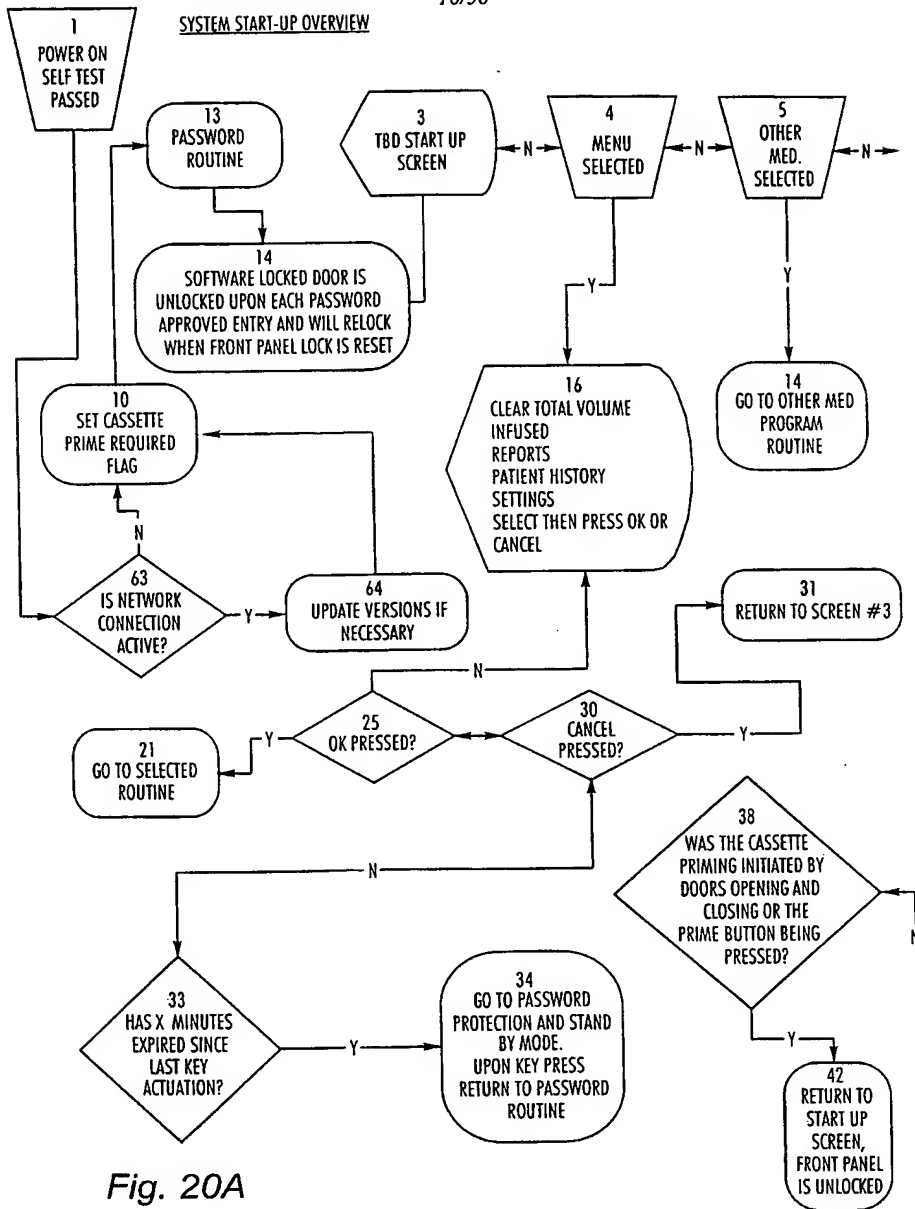 SYSTEM START-UP OVERVIEW
1
POWER ON
SELF TEST
PASSED
13
PASSWORD
ROUTINE
3
TBD START UP
SCREEN
N
4
MENU
SELECTED
N
5
OTHER
MED.
SELECTED
N
14
SOFTWARE LOCKED DOOR IS
UNLOCKED UPON EACH PASSWORD
APPROVED ENTRY AND WILL RELOCK
WHEN FRONT PANEL LOCK IS RESET
Y
Y
10
SET CASSETTE
PRIME REQUIRED
FLAG
16
CLEAR TOTAL VOLUME
INFUSED
REPORTS
PATIENT HISTORY
SETTINGS
SELECT THEN PRESS OK OR
CANCEL
14
GO TO OTHER MED
PROGRAM
ROUTINE
N
63
IS NETWORK
CONNECTION
ACTIVE?
Y
64
UPDATE VERSIONS IF
NECESSARY
31
RETURN TO SCREEN #3
N
25
OK PRESSED?
Y
30
CANCEL
PRESSED?
Y
21
GO TO SELECTED
ROUTINE
38
WAS THE CASSETTE
PRIMING INITIATED BY
DOORS OPENING AND
CLOSING OR THE
PRIME BUTTON BEING
PRESSED?
N
N
33
HAS X MINUTES
EXPIRED SINCE
LAST KEY
ACTUATION?
Y
34
GO TO PASSWORD
PROTECTION AND STAND
BY MODE.
UPON KEY PRESS
RETURN TO PASSWORD
ROUTINE
Y
42
RETURN TO
START UP
SCREEN,
FRONT PANEL
IS UNLOCKED
Fig. 20A